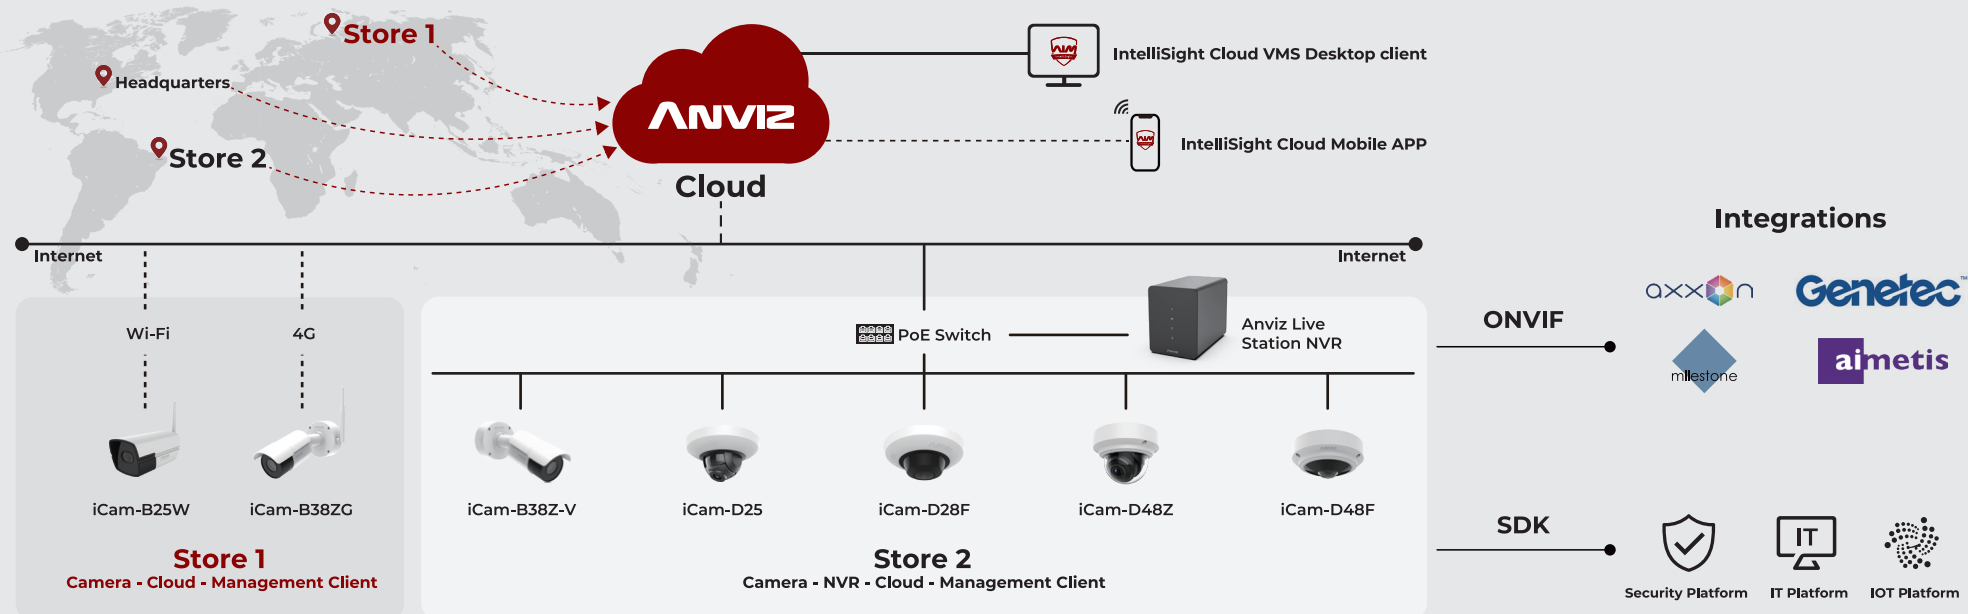 Store 1
Headquarters
Store 2
ANVIZ
Cloud
AIM
IntelliSight Cloud VMS Desktop client
AIM
IntelliSight Cloud Mobile APP
Internet
Internet
Wi-Fi
4G
PoE Switch
Anviz Live
Station NVR
iCam-B25W
iCam-B38ZG
iCam-B38Z-V
iCam-D25
iCam-D28F
iCam-D48Z
iCam-D48F
Store 1
Camera - Cloud - Management Client
Store 2
Camera - NVR - Cloud - Management Client
Integrations
ONVIF
axxon
Genetec™
milestone
aimetis
SDK
IT
Security Platform
IT Platform
IOT Platform